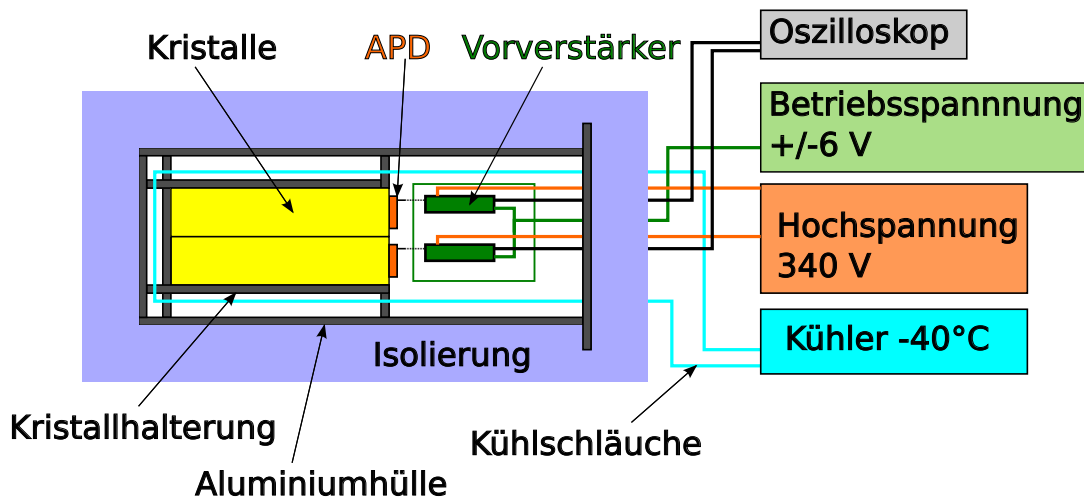 Kristalle
APD
Vorverstärker
Oszilloskop
Betriebsspannnung
+/-6 V
Hochspannung
340 V
Kühler -40°C
Isolierung
Kristallhalterung
Kühlschläuche
Aluminiumhülle